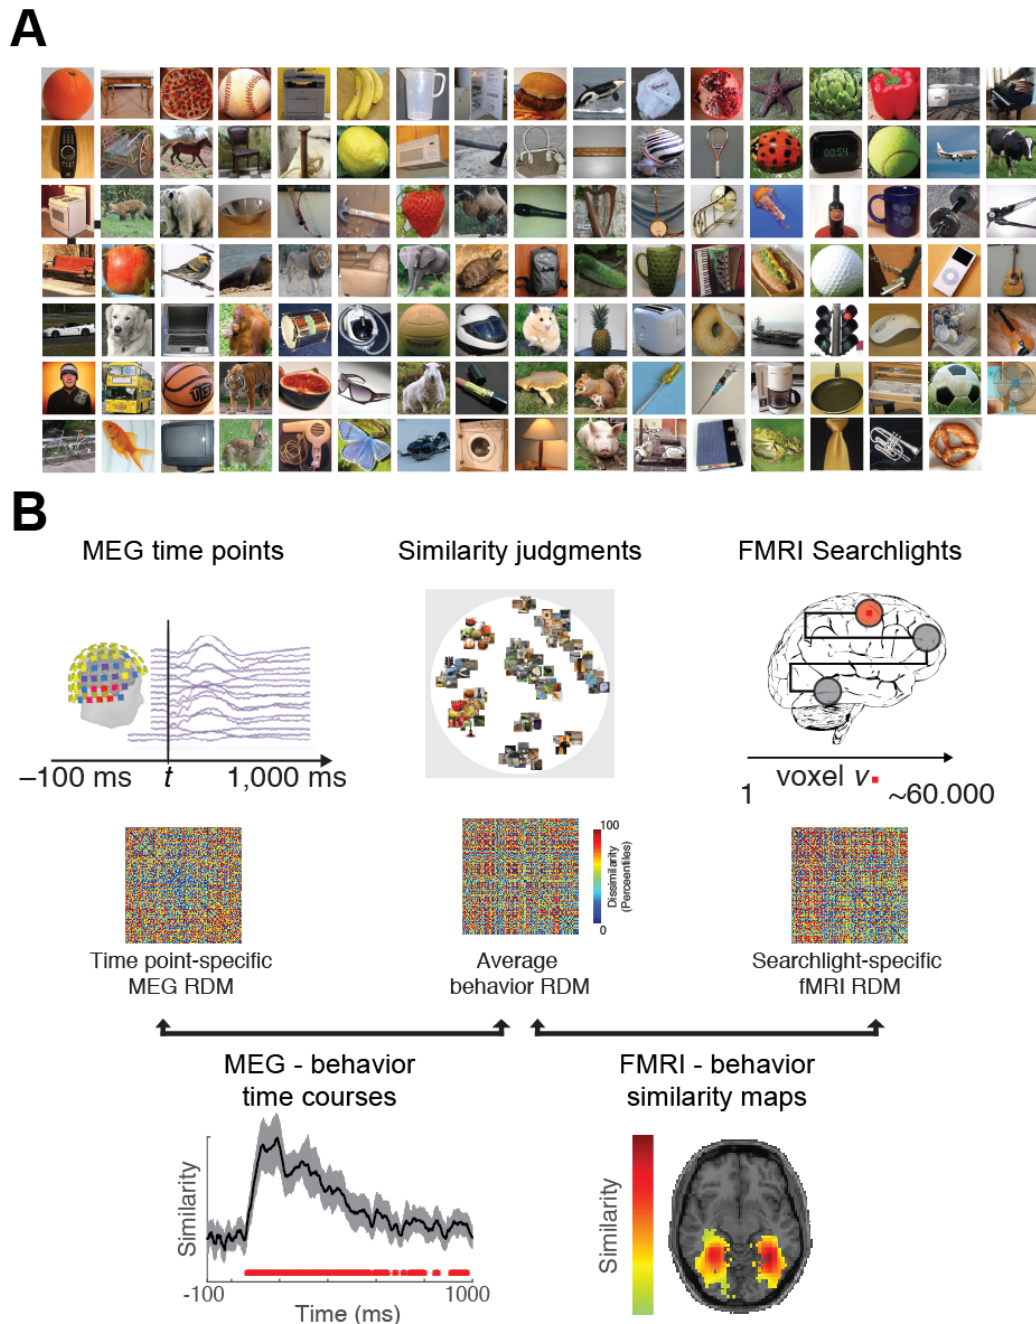 A
B
MEG time points
Similarity judgments
FMRI Searchlights
–100 ms
t
1,000 ms
1
voxel v
~60.000
100
Dissimilarity
(Perceentiles)
0
Time point-specific
MEG RDM
Average
behavior RDM
Searchlight-specific
fMRI RDM
MEG - behavior
time courses
FMRI - behavior
similarity maps
Similarity
-100
1000
Time (ms)
Similarity